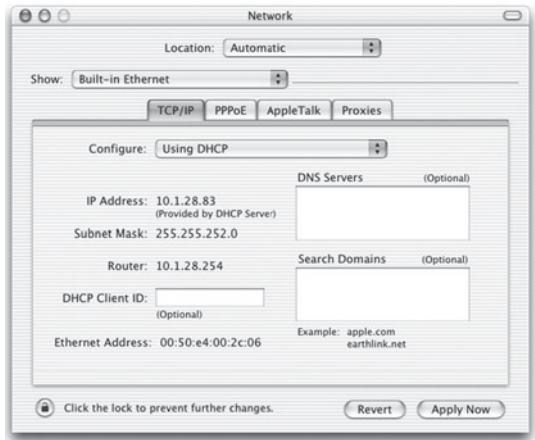 Network
Location: Automatic
Show: Built-in Ethernet
TCP/IP PPPoE AppleTalk Proxies
Configure: Using DHCP
DNS Servers (Optional)
IP Address: 10.1.28.83
(Provided by DHCP Server)
Subnet Mask: 255.255.252.0
Router: 10.1.28.254
Search Domains (Optional)
DHCP Client ID:
(Optional)
Example: apple.com
earthlink.net
Ethernet Address: 00:50:e4:00:2c:06
Click the lock to prevent further changes.
Revert Apply Now